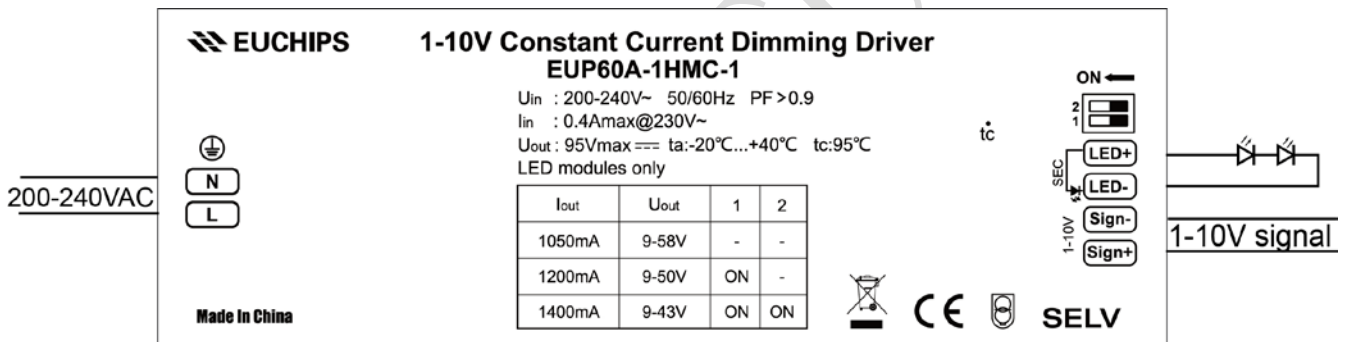 EUCHIPS
1-10V Constant Current Dimming Driver
EUP60A-1HMC-1
Uin : 200-240V~ 50/60Hz PF>0.9
Iin : 0.4Amax@230V~
Uout : 95Vmax ⎓ ta:-20℃...+40℃ tc:95℃
LED modules only
Iout Uout 1 2
1050mA 9-58V - -
1200mA 9-50V ON -
1400mA 9-43V ON ON
200-240VAC
N
L
Made In China
tc
ON
2
1
SEC
LED+
LED-
1-10V
Sign-
Sign+
1-10V signal
CE
SELV